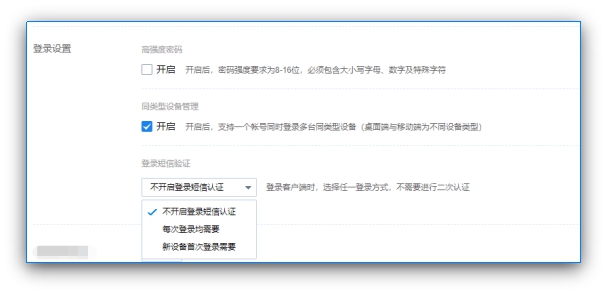 登录设置
高强度密码
开启 开启后，密码强度要求为8-16位，必须包含大小写字母、数字及特殊字符
同类型设备管理
开启 开启后，支持一个帐号同时登录多台同类型设备（桌面端与移动端为不同设备类型）
登录短信验证
不开启登录短信认证 登录客户端时，选择任一登录方式，不需要进行二次认证
不开启登录短信认证
每次登录均需要
新设备首次登录需要